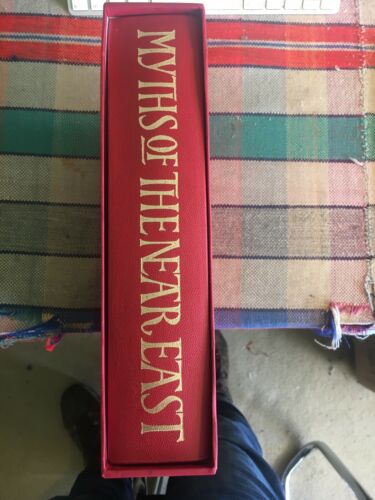 MYTHS OF THE NEAR EAST